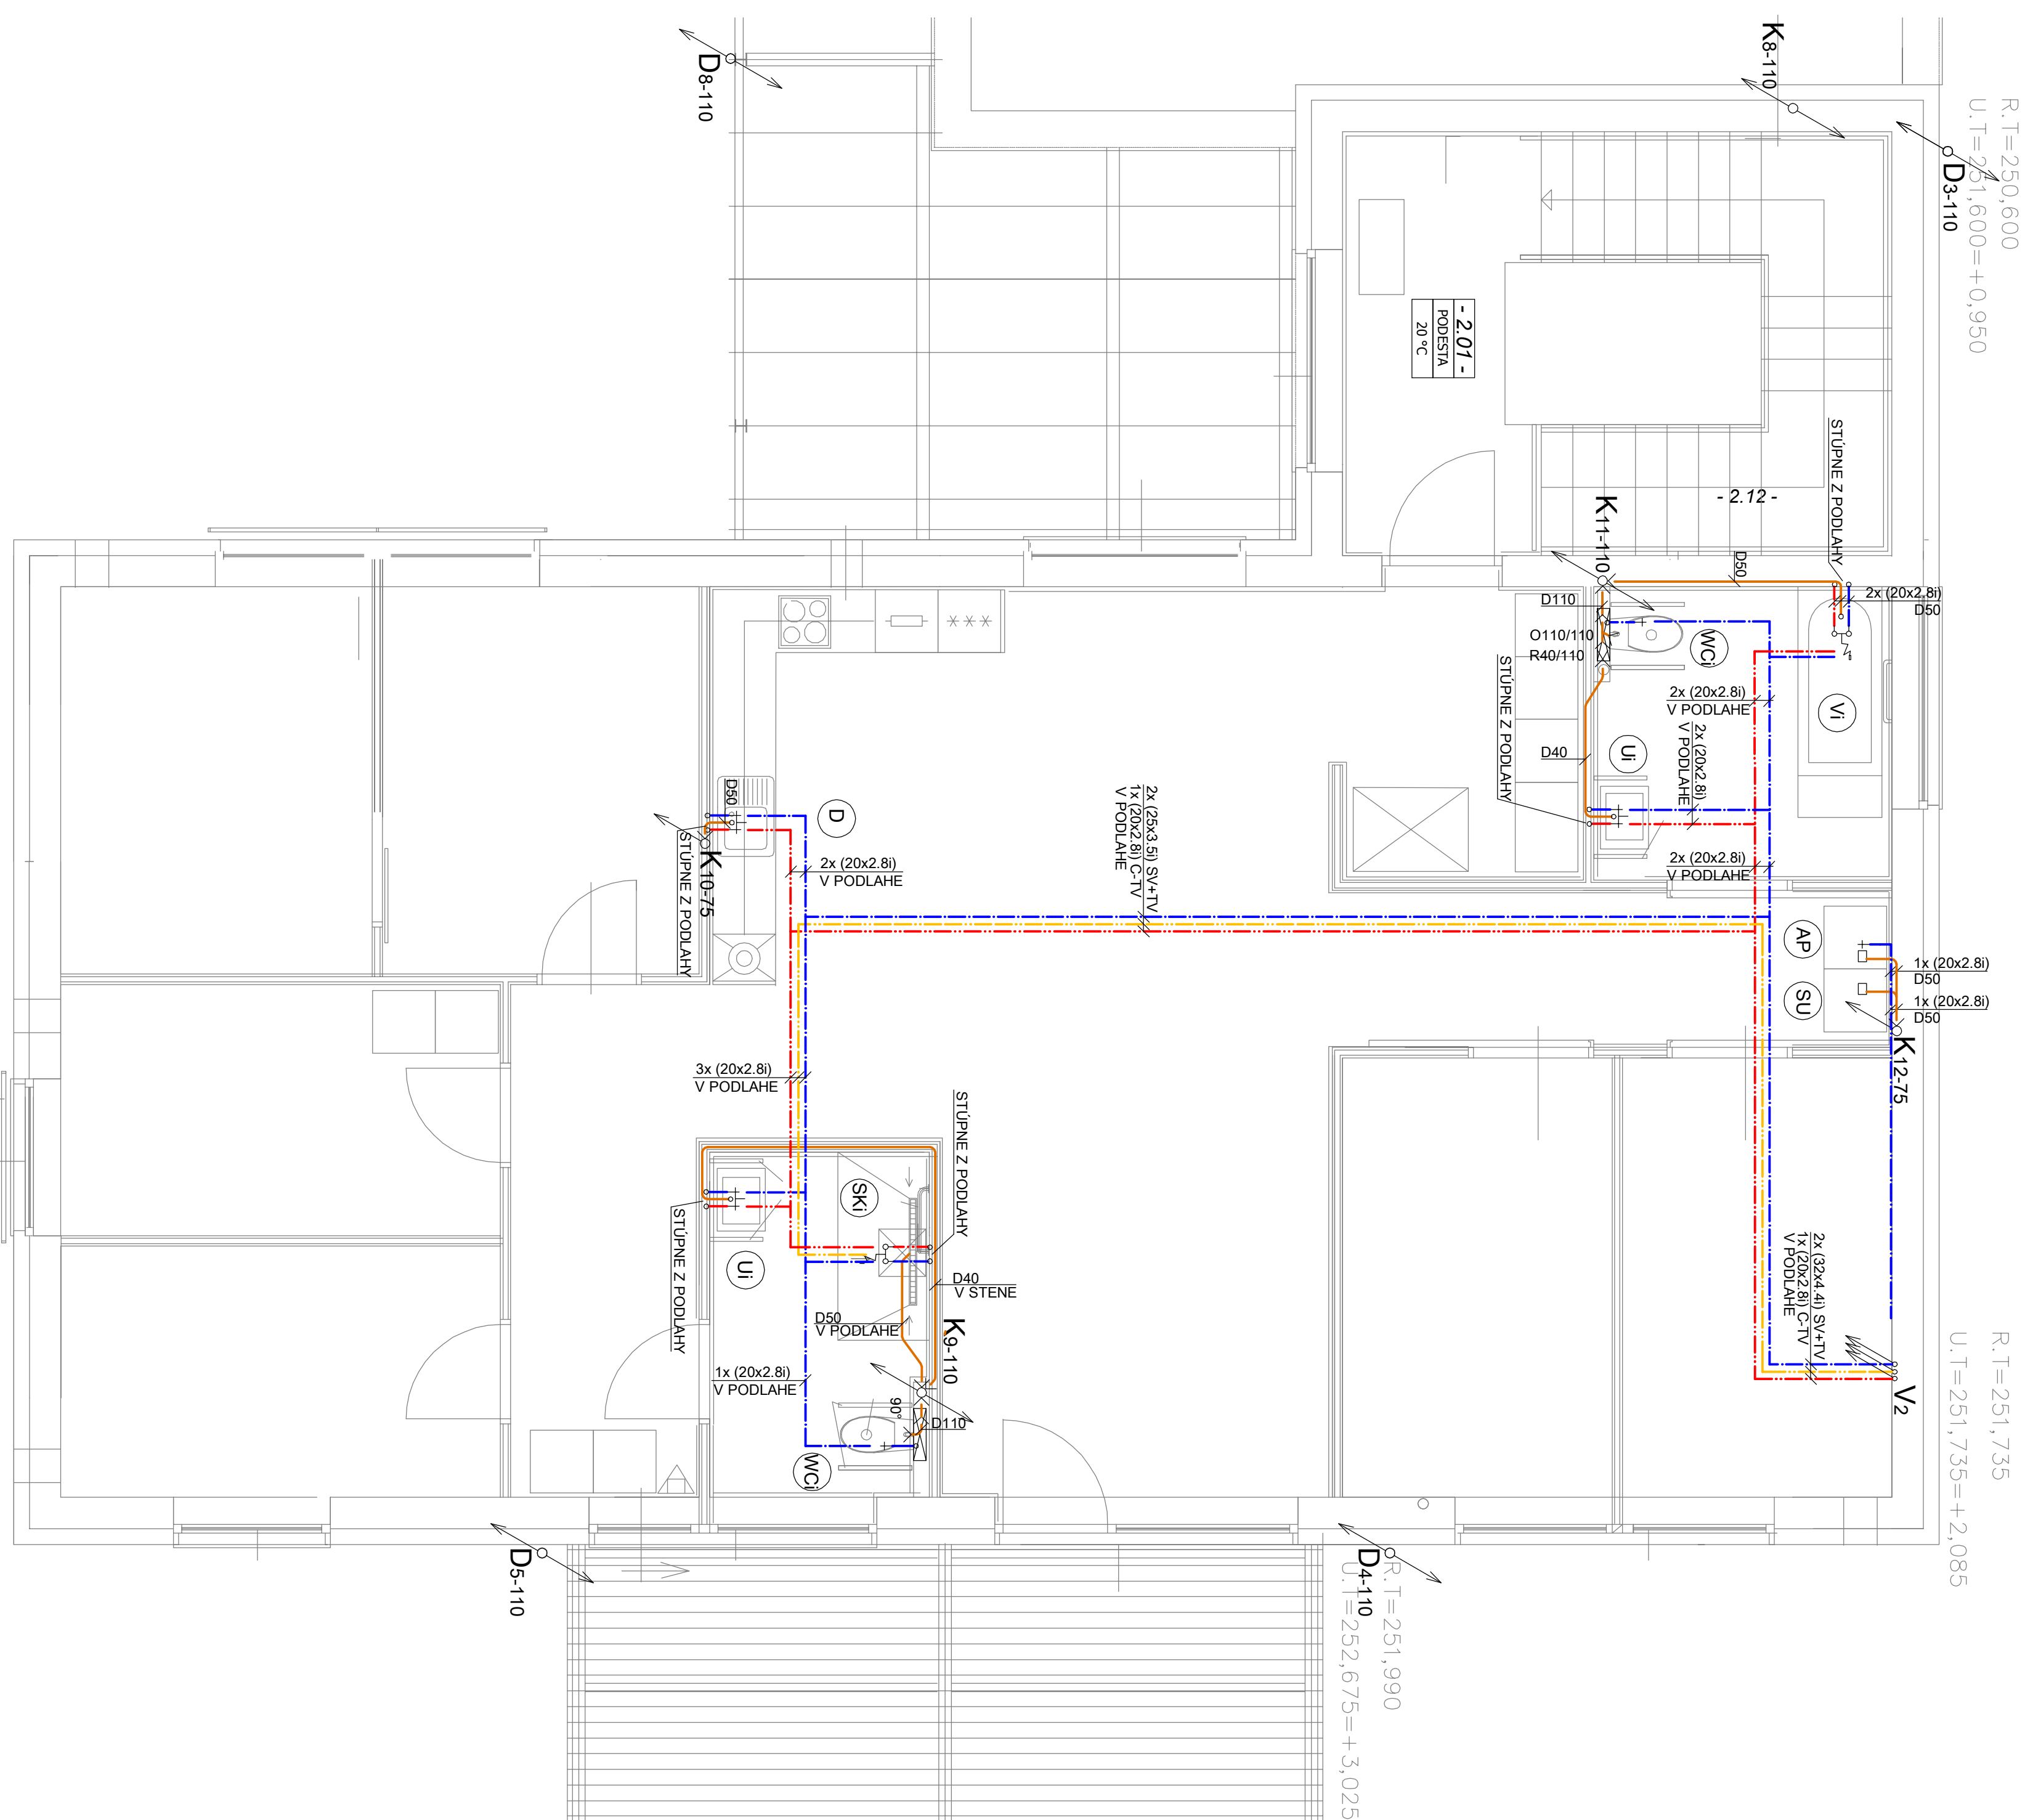 R.T=250,600
U.T=251,600=+0,950
K8-110
D3-110
D8-110
- 2.01 -
PODESTA
20 °C
- 2.12 -
STÚPNE Z PODLAHY
K11-110
D50
2x (20x2.8i)
D50
D110
O110/110
R40/110
WCi
Vi
STÚPNE Z PODLAHY
2x (20x2.8i)
V PODLAHE
2x (20x2.8i)
V PODLAHE
Ui
D40
2x (20x2.8i)
V PODLAHE
D50
D
K10-75
STÚPNE Z PODLAHY
2x (20x2.8i)
V PODLAHE
2x (25x3.5i) SV+TV
1x (20x2.8i) C-TV
V PODLAHE
AP
SU
1x (20x2.8i)
D50
1x (20x2.8i)
D50
K12-75
3x (20x2.8i)
V PODLAHE
STÚPNE Z PODLAHY
SKi
Ui
STÚPNE Z PODLAHY
D40
V STENE
D50
V PODLAHE
K9-110
1x (20x2.8i)
V PODLAHE
90°
D110
WCi
2x (32x4.4i) SV+TV
1x (20x2.8i) C-TV
V PODLAHE
V2
R.T=251,735
U.T=251,735=+2,085
D5-110
D4-110
R.T=251,990
U.T=252,675=+3,025